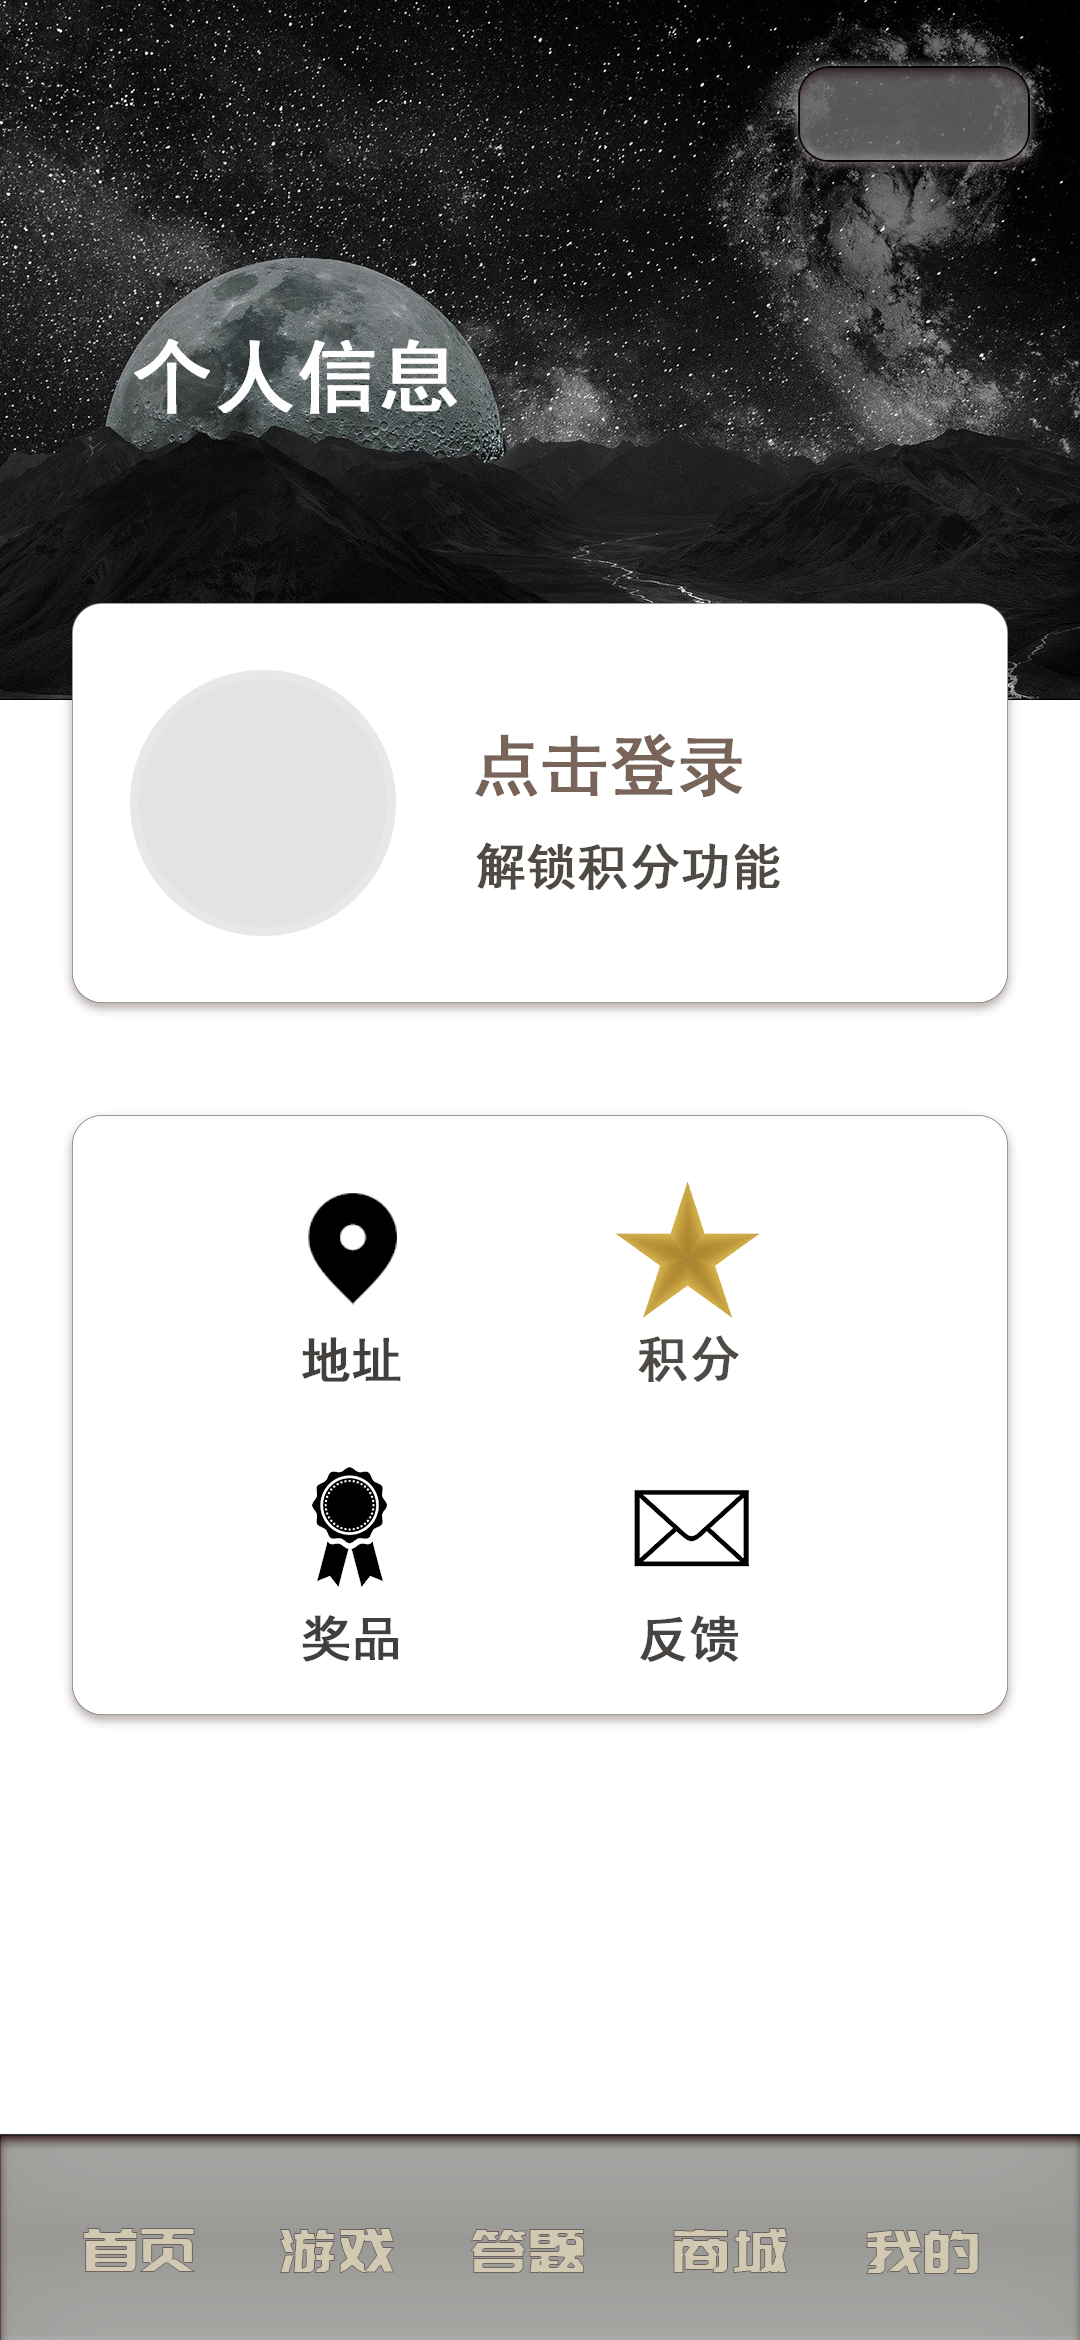 个人信息
点击登录
解锁积分功能
地址 积分
奖品 反馈
首页 游戏 答题 商城 我的